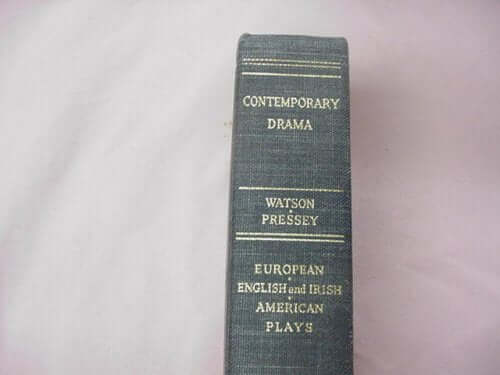 CONTEMPORARY
DRAMA
WATSON
PRESSEY
EUROPEAN
ENGLISH and IRISH
AMERICAN
PLAYS